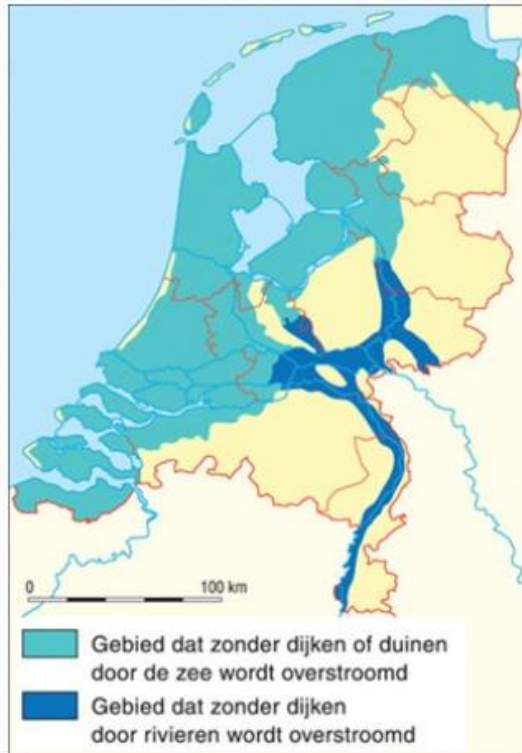 0 100 km
Gebied dat zonder dijken of duinen
door de zee wordt overstroomd
Gebied dat zonder dijken
door rivieren wordt overstroomd